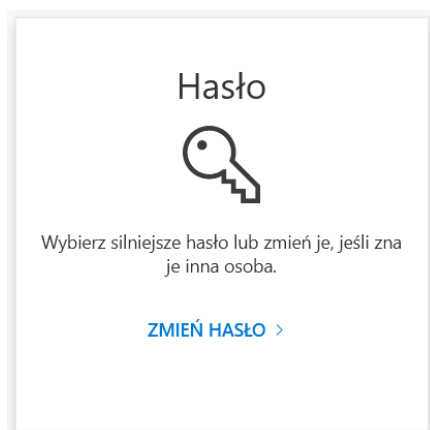 Hasło
Wybierz silniejsze hasło lub zmień je, jeśli zna
je inna osoba.
ZMIEŃ HASŁO >